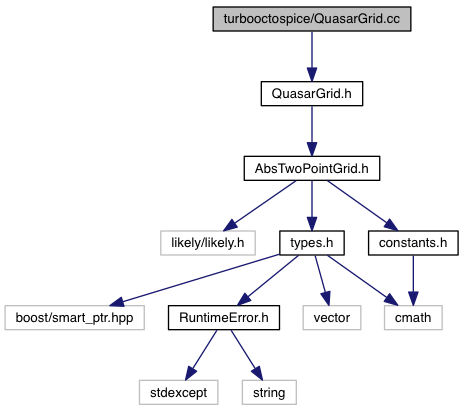 turbooctospice/QuasarGrid.cc
QuasarGrid.h
AbsTwoPointGrid.h
likely/likely.h
types.h
constants.h
boost/smart_ptr.hpp
RuntimeError.h
vector
cmath
stdexcept
string